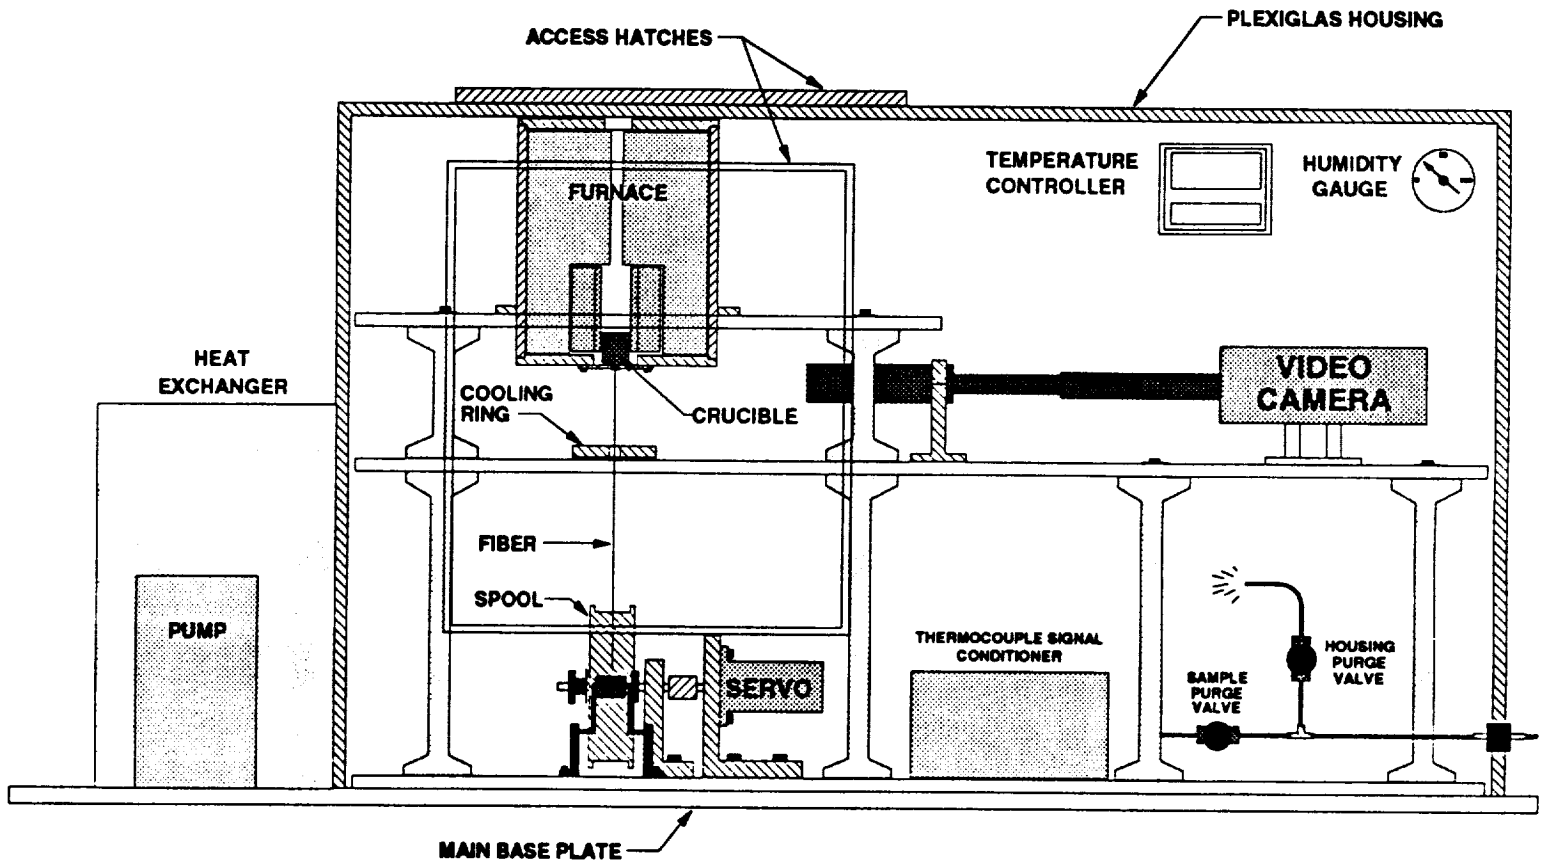 PLEXIGLAS HOUSING
ACCESS HATCHES
TEMPERATURE
CONTROLLER
HUMIDITY
GAUGE
FURNACE
HEAT
EXCHANGER
VIDEO
CAMERA
COOLING
RING
CRUCIBLE
FIBER
SPOOL
PUMP
THERMOCOUPLE SIGNAL
CONDITIONER
HOUSING
PURGE
VALVE
SAMPLE
PURGE
VALVE
SERVO
MAIN BASE PLATE